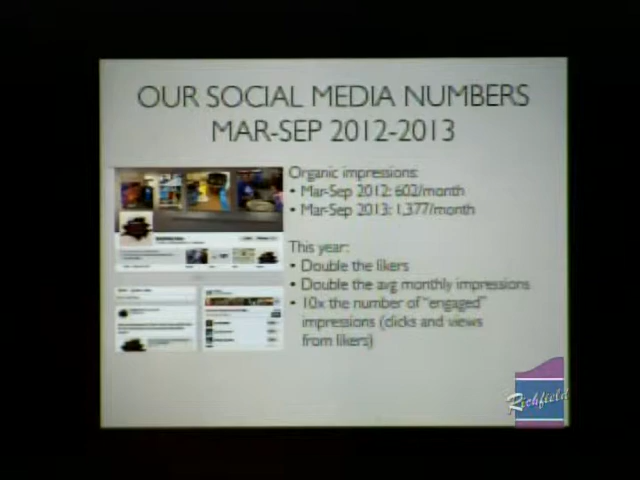 OUR SOCIAL MEDIA NUMBERS
MAR-SEP 2012-2013
Organic impressions:
• Mar-Sep 2012: 602/month
• Mar-Sep 2013: 1,377/month
This year:
• Double the likers
• Double the avg monthly impressions
• 10x the number of "engaged"
impressions (clicks and views
from likers)
Richfield